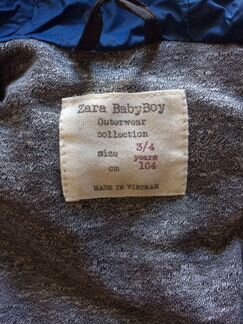 Zara BabyBoy
Outerwear
collection
size 3/4
years
cm 104
MADE IN VIETNAM